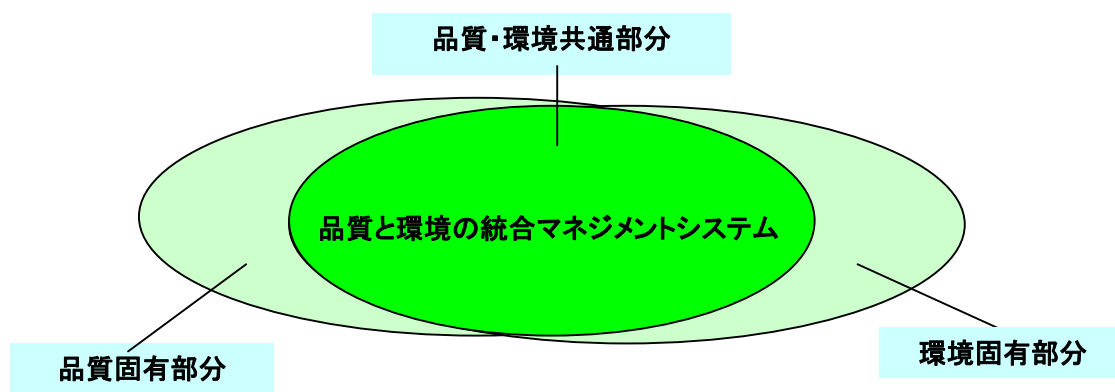 品質・環境共通部分
品質と環境の統合マネジメントシステム
品質固有部分
環境固有部分